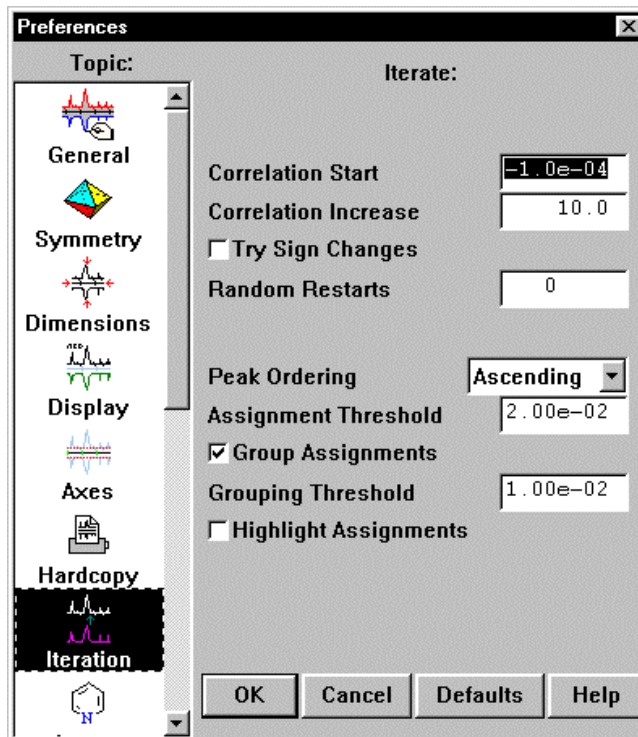 Preferences
Topic:
General
Symmetry
Dimensions
Display
Axes
Hardcopy
Iteration
N
Iterate:
Correlation Start
-1.0e-04
Correlation Increase
10.0
Try Sign Changes
Random Restarts
0
Peak Ordering
Ascending
Assignment Threshold
2.00e-02
Group Assignments
Grouping Threshold
1.00e-02
Highlight Assignments
OK
Cancel
Defaults
Help